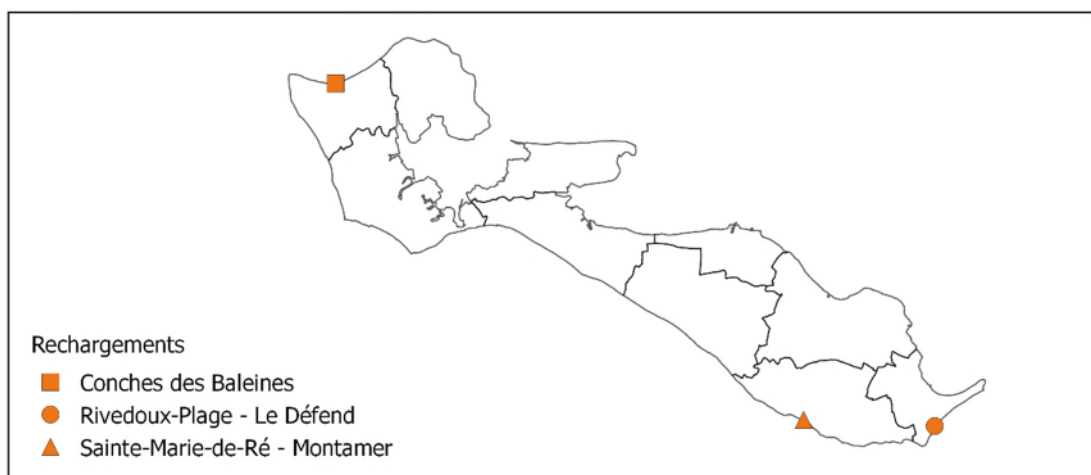 Rechargements
Conches des Baleines
Rivedoux-Plage - Le Défend
Sainte-Marie-de-Ré - Montamer